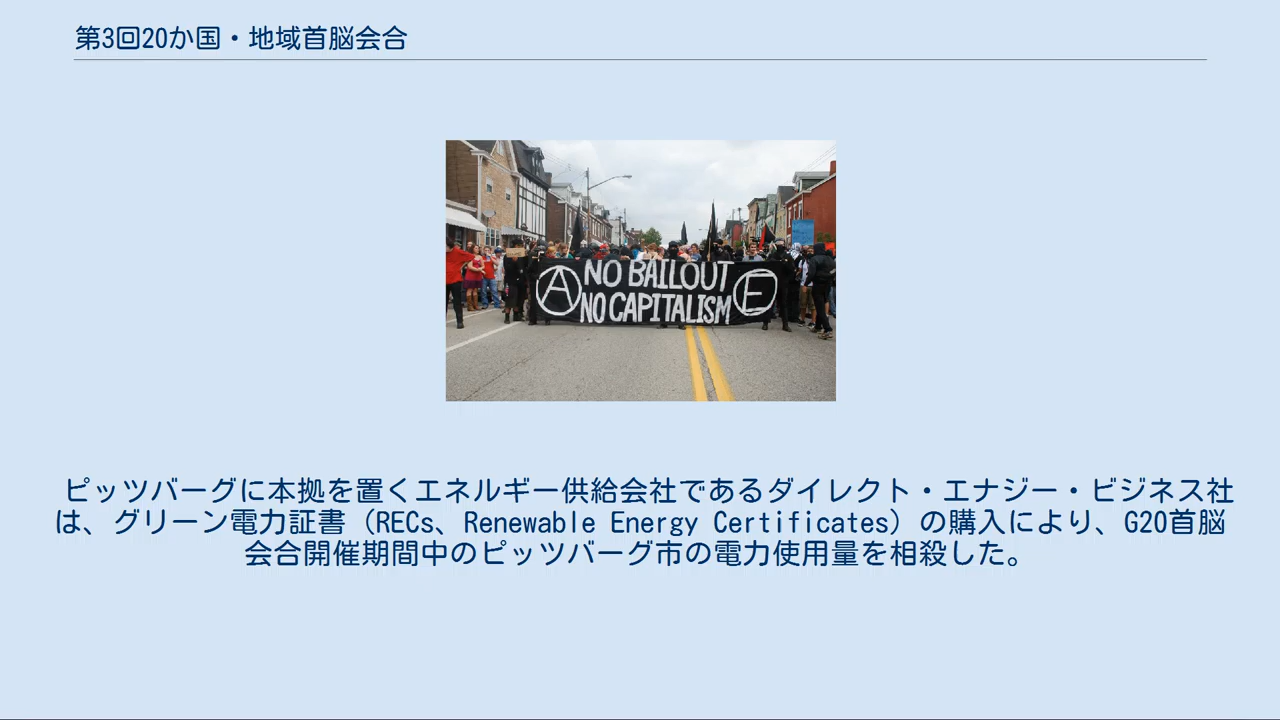 第3回20か国・地域首脳会合
NO BAILOUT
NO CAPITALISM
A
E
ピッツバーグに本拠を置くエネルギー供給会社であるダイレクト・エナジー・ビジネス社
は、グリーン電力証書（RECs、Renewable Energy Certificates）の購入により、G20首脳
会合開催期間中のピッツバーグ市の電力使用量を相殺した。